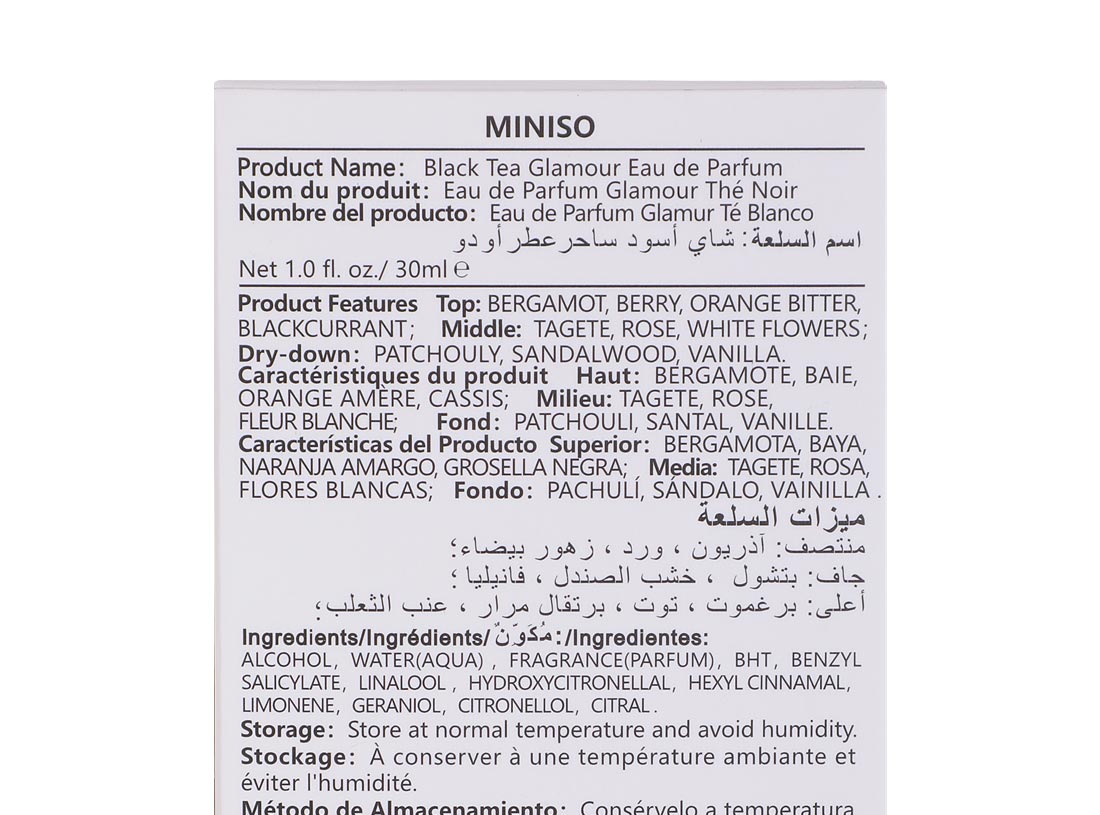 MINISO
Product Name: Black Tea Glamour Eau de Parfum
Nom du produit: Eau de Parfum Glamour Thé Noir
Nombre del producto: Eau de Parfum Glamur Té Blanco
اسم السلعة: شاي أسود ساحر عطر أو دو
Net 1.0 fl. oz./ 30ml ℮
Product Features Top: BERGAMOT, BERRY, ORANGE BITTER,
BLACKCURRANT; Middle: TAGETE, ROSE, WHITE FLOWERS;
Dry-down: PATCHOULY, SANDALWOOD, VANILLA.
Caractéristiques du produit Haut: BERGAMOTE, BAIE,
ORANGE AMÈRE, CASSIS; Milieu: TAGETE, ROSE,
FLEUR BLANCHE; Fond: PATCHOULI, SANTAL, VANILLE.
Características del Producto Superior: BERGAMOTA, BAYA,
NARANJA AMARGO, GROSELLA NEGRA; Media: TAGETE, ROSA,
FLORES BLANCAS; Fondo: PACHULÍ, SÁNDALO, VAINILLA .
ميزات السلعة
منتصف: آذريون ، ورد ، زهور بيضاء؛
جاف: بتشول ، خشب الصندل ، فانيليا ؛
أعلى: برغموت ، توت ، برتقال مرار ، عنب الثعلب؛
Ingredients/Ingrédients/مُكَوّنٌ:/Ingredientes:
ALCOHOL, WATER(AQUA) , FRAGRANCE(PARFUM), BHT, BENZYL
SALICYLATE, LINALOOL , HYDROXYCITRONELLAL, HEXYL CINNAMAL,
LIMONENE, GERANIOL, CITRONELLOL, CITRAL .
Storage: Store at normal temperature and avoid humidity.
Stockage: À conserver à une température ambiante et
éviter l'humidité.
Método de Almacenamiento: Consérvelo a temperatura